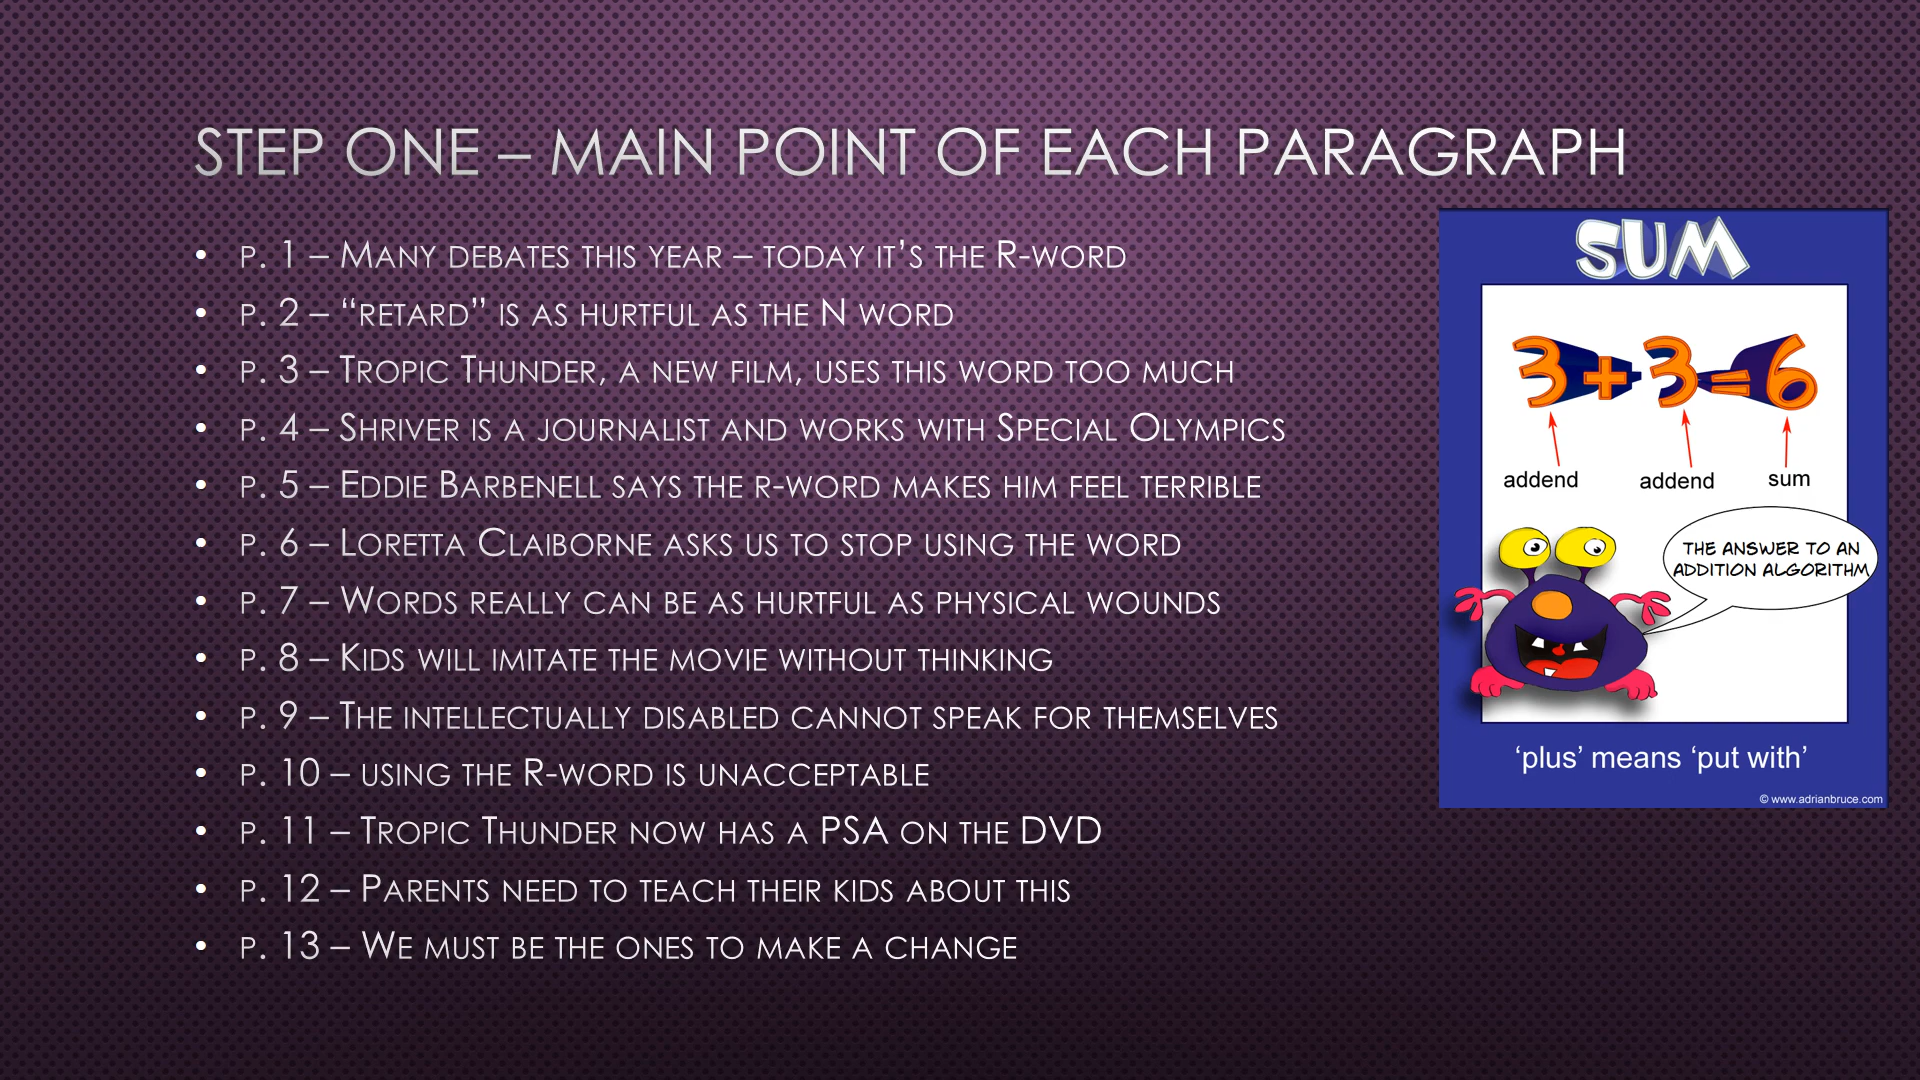 STEP ONE – MAIN POINT OF EACH PARAGRAPH
• P. 1 – MANY DEBATES THIS YEAR – TODAY IT’S THE R-WORD
• P. 2 – “RETARD” IS AS HURTFUL AS THE N WORD
• P. 3 – TROPIC THUNDER, A NEW FILM, USES THIS WORD TOO MUCH
• P. 4 – SHRIVER IS A JOURNALIST AND WORKS WITH SPECIAL OLYMPICS
• P. 5 – EDDIE BARBENELL SAYS THE R-WORD MAKES HIM FEEL TERRIBLE
• P. 6 – LORETTA CLAIBORNE ASKS US TO STOP USING THE WORD
• P. 7 – WORDS REALLY CAN BE AS HURTFUL AS PHYSICAL WOUNDS
• P. 8 – KIDS WILL IMITATE THE MOVIE WITHOUT THINKING
• P. 9 – THE INTELLECTUALLY DISABLED CANNOT SPEAK FOR THEMSELVES
• P. 10 – USING THE R-WORD IS UNACCEPTABLE
• P. 11 – TROPIC THUNDER NOW HAS A PSA ON THE DVD
• P. 12 – PARENTS NEED TO TEACH THEIR KIDS ABOUT THIS
• P. 13 – WE MUST BE THE ONES TO MAKE A CHANGE
SUM
3+3=6
addend addend sum
THE ANSWER TO AN
ADDITION ALGORITHM
‘plus’ means ‘put with’
© www.adrianbruce.com